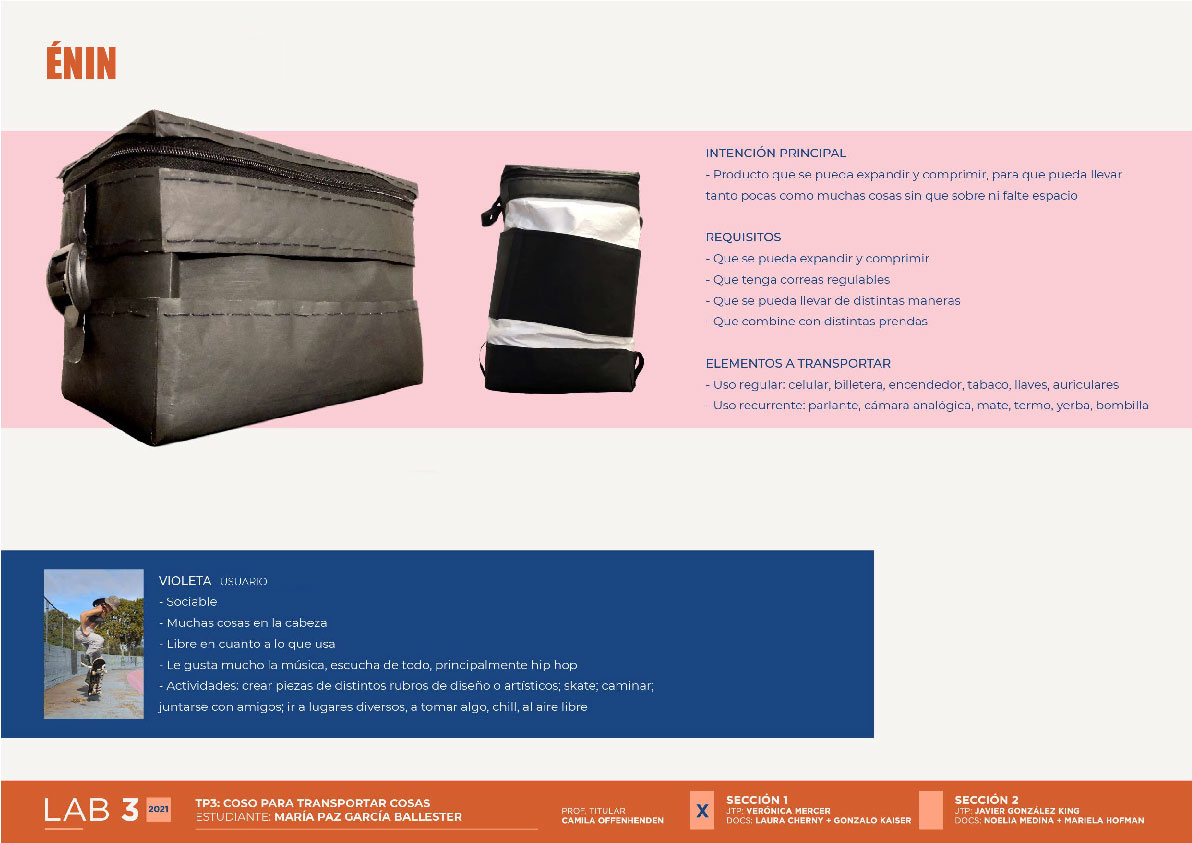 ÉNIN
INTENCIÓN PRINCIPAL
- Producto que se pueda expandir y comprimir, para que pueda llevar
tanto pocas como muchas cosas sin que sobre ni falte espacio
REQUISITOS
- Que se pueda expandir y comprimir
- Que tenga correas regulables
- Que se pueda llevar de distintas maneras
- Que combine con distintas prendas
ELEMENTOS A TRANSPORTAR
- Uso regular: celular, billetera, encendedor, tabaco, llaves, auriculares
- Uso recurrente: parlante, cámara analógica, mate, termo, yerba, bombilla
VIOLETA USUARIO
- Sociable
- Muchas cosas en la cabeza
- Libre en cuanto a lo que usa
- Le gusta mucho la música, escucha de todo, principalmente hip hop
- Actividades: crear piezas de distintos rubros de diseño o artísticos; skate; caminar;
juntarse con amigos; ir a lugares diversos, a tomar algo, chill, al aire libre
LAB 3 2021
TP3: COSO PARA TRANSPORTAR COSAS
ESTUDIANTE: MARÍA PAZ GARCÍA BALLESTER
PROF. TITULAR
CAMILA OFFENHENDEN
X
SECCIÓN 1
JTP: VERÓNICA MERCER
DOCS: LAURA CHERNY + GONZALO KAISER
SECCIÓN 2
JTP: JAVIER GONZÁLEZ KING
DOCS: NOELIA MEDINA + MARIELA HOFMAN